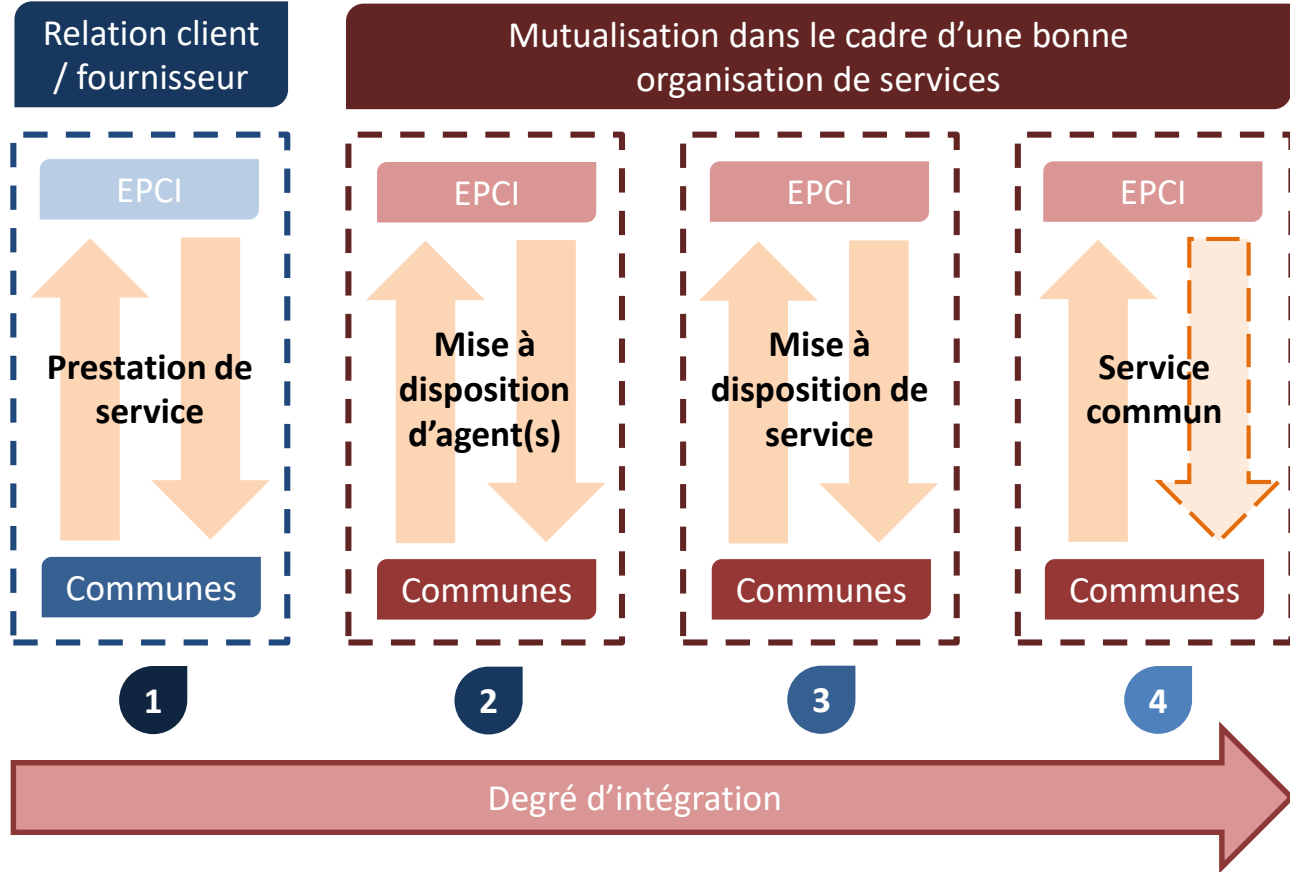 Relation client
/ fournisseur
Mutualisation dans le cadre d’une bonne
organisation de services
EPCI
EPCI
EPCI
EPCI
Prestation de
service
Mise à
disposition
d’agent(s)
Mise à
disposition de
service
Service
commun
Communes
Communes
Communes
Communes
1
2
3
4
Degré d’intégration